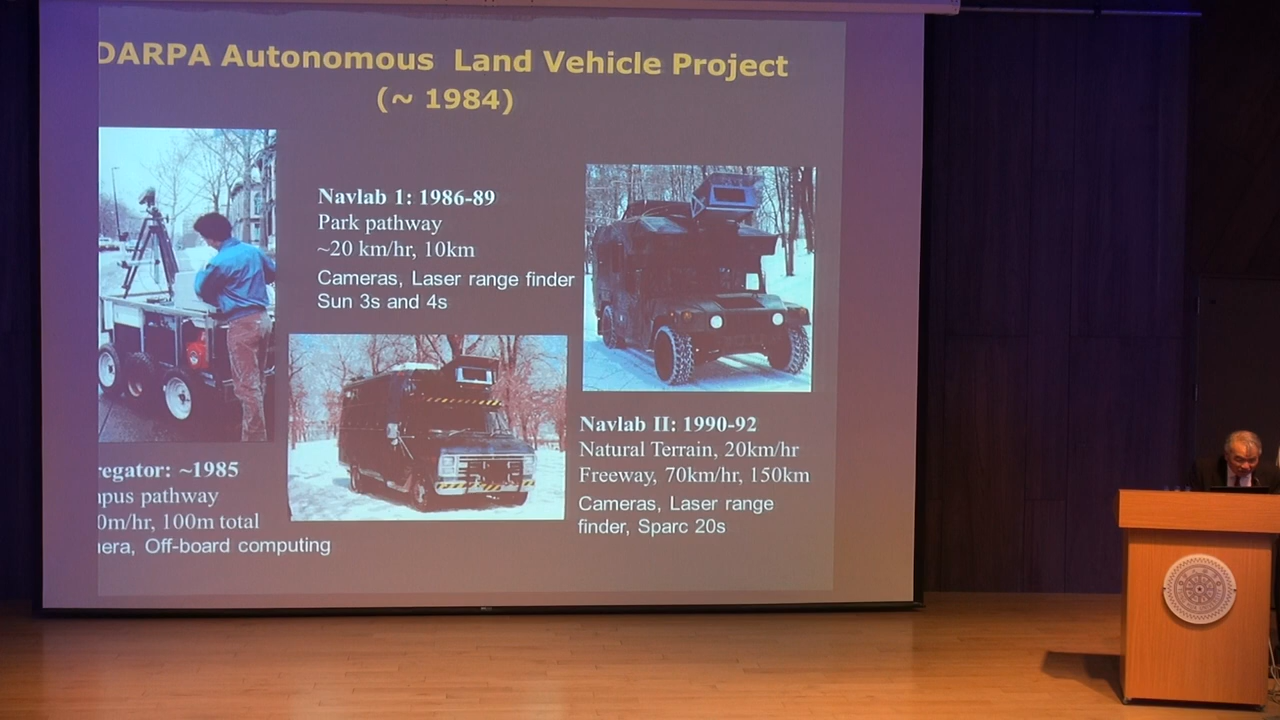 DARPA Autonomous Land Vehicle Project
(~ 1984)
Navlab 1: 1986-89
Park pathway
~20 km/hr, 10km
Cameras, Laser range finder
Sun 3s and 4s
Navlab II: 1990-92
Natural Terrain, 20km/hr
Freeway, 70km/hr, 150km
Cameras, Laser range
finder, Sparc 20s
regator: ~1985
pus pathway
0m/hr, 100m total
era, Off-board computing